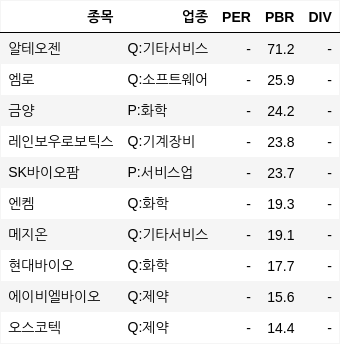 종목 업종 PER PBR DIV
알테오젠 Q:기타서비스 - 71.2 -
엠로 Q:소프트웨어 - 25.9 -
금양 P:화학 - 24.2 -
레인보우로보틱스 Q:기계장비 - 23.8 -
SK바이오팜 P:서비스업 - 23.7 -
엔켐 Q:화학 - 19.3 -
메지온 Q:기타서비스 - 19.1 -
현대바이오 Q:화학 - 17.7 -
에이비엘바이오 Q:제약 - 15.6 -
오스코텍 Q:제약 - 14.4 -